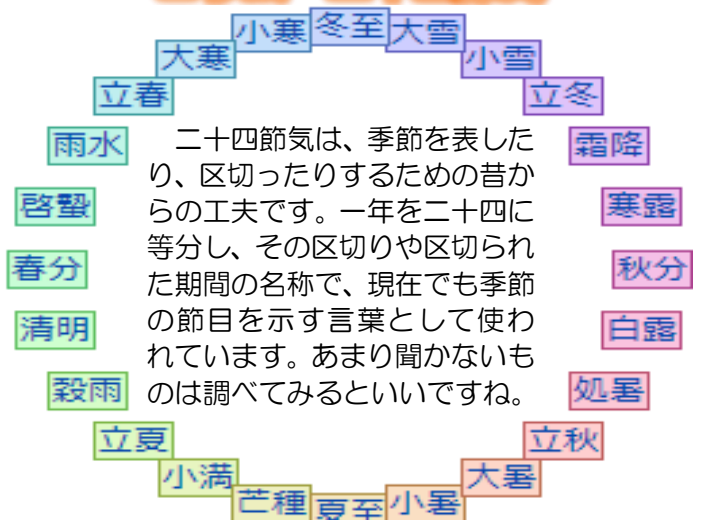 冬至
小寒
大雪
大寒
小雪
立春
立冬
雨水
霜降
啓蟄
寒露
春分
秋分
清明
白露
穀雨
処暑
立夏
立秋
小満
大暑
芒種
夏至
小暑
二十四節気は、季節を表した
り、区切ったりするための昔か
らの工夫です。一年を二十四に
等分し、その区切りや区切られ
た期間の名称で、現在でも季節
の節目を示す言葉として使わ
れています。あまり聞かないも
のは調べてみるといいですね。